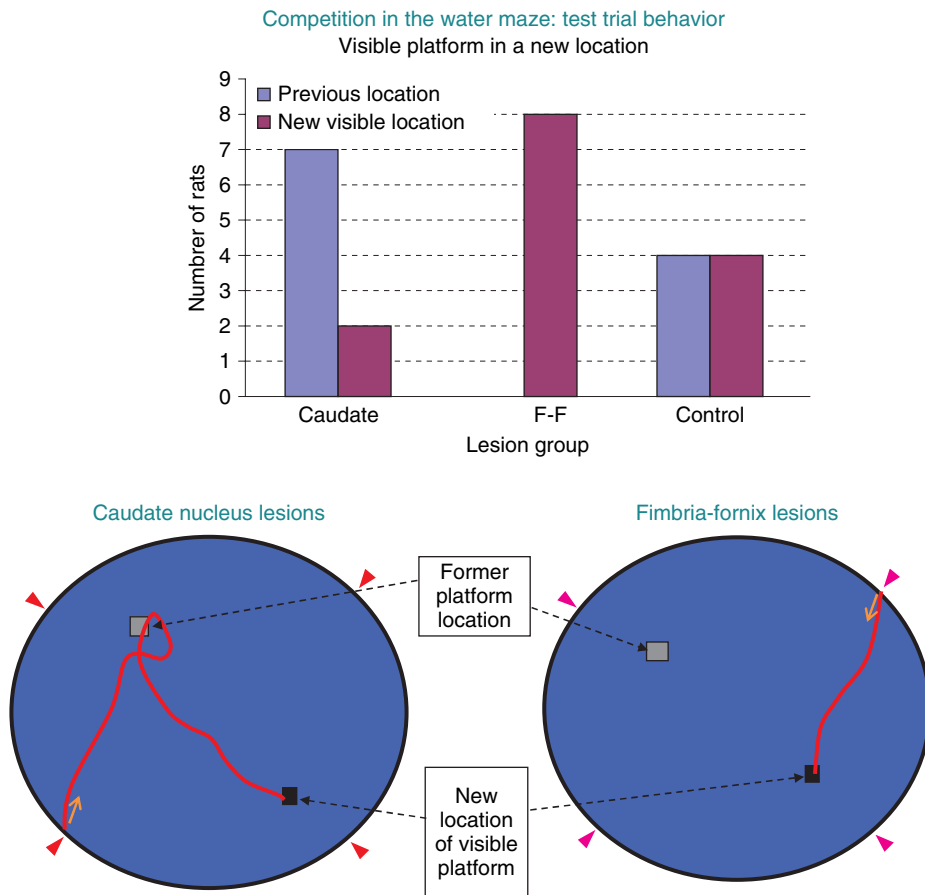 Competition in the water maze: test trial behavior
Visible platform in a new location
9
8
7
6
5
4
3
2
1
0
Numbrer of rats
Previous location
New visible location
Caudate
F-F
Control
Lesion group
Caudate nucleus lesions
Fimbria-fornix lesions
Former
platform
location
New
location
of visible
platform